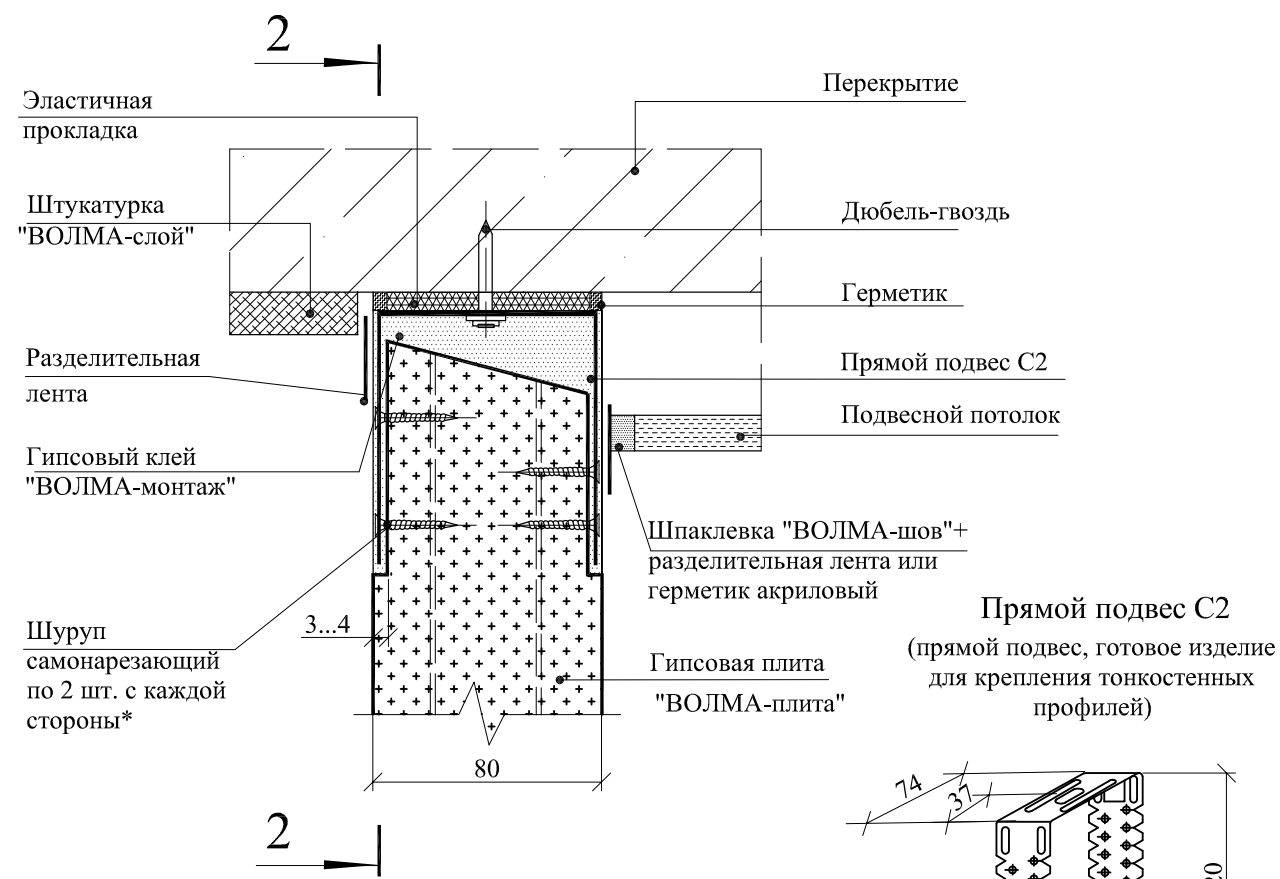 2
Эластичная
прокладка
Перекрытие
Штукатурка
"ВОЛМА-слой"
Дюбель-гвоздь
Герметик
Разделительная
лента
Прямой подвес С2
Подвесной потолок
Гипсовый клей
"ВОЛМА-монтаж"
Шпаклевка "ВОЛМА-шов"+
разделительная лента или
герметик акриловый
Шуруп
самонарезающий
по 2 шт. с каждой
стороны*
3...4
Гипсовая плита
"ВОЛМА-плита"
80
2
Прямой подвес С2
(прямой подвес, готовое изделие
для крепления тонкостенных
профилей)
74
37